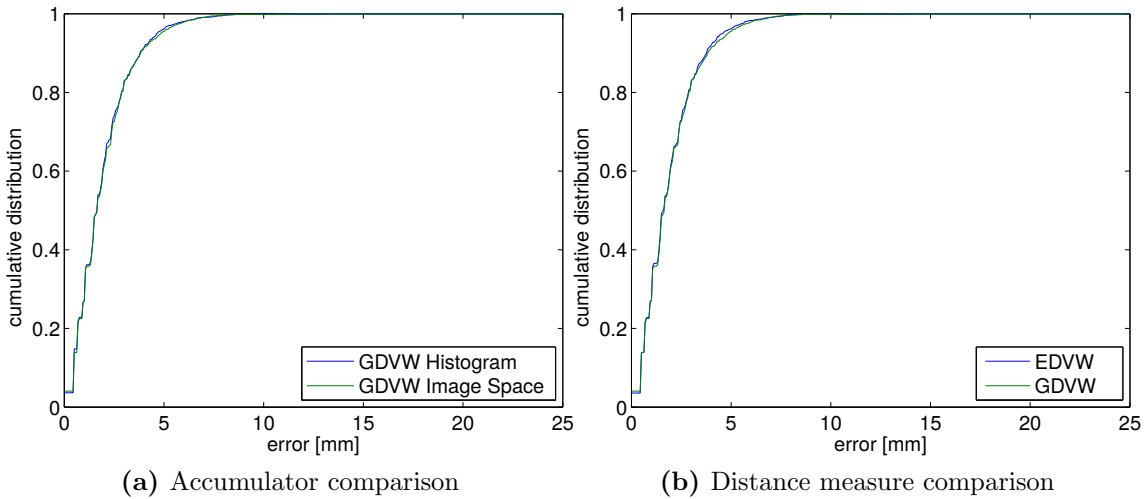 1
0.8
0.6
0.4
0.2
0
cumulative distribution
0 5 10 15 20 25
error [mm]
GDVW Histogram
GDVW Image Space
(a) Accumulator comparison
1
0.8
0.6
0.4
0.2
0
cumulative distribution
0 5 10 15 20 25
error [mm]
EDVW
GDVW
(b) Distance measure comparison